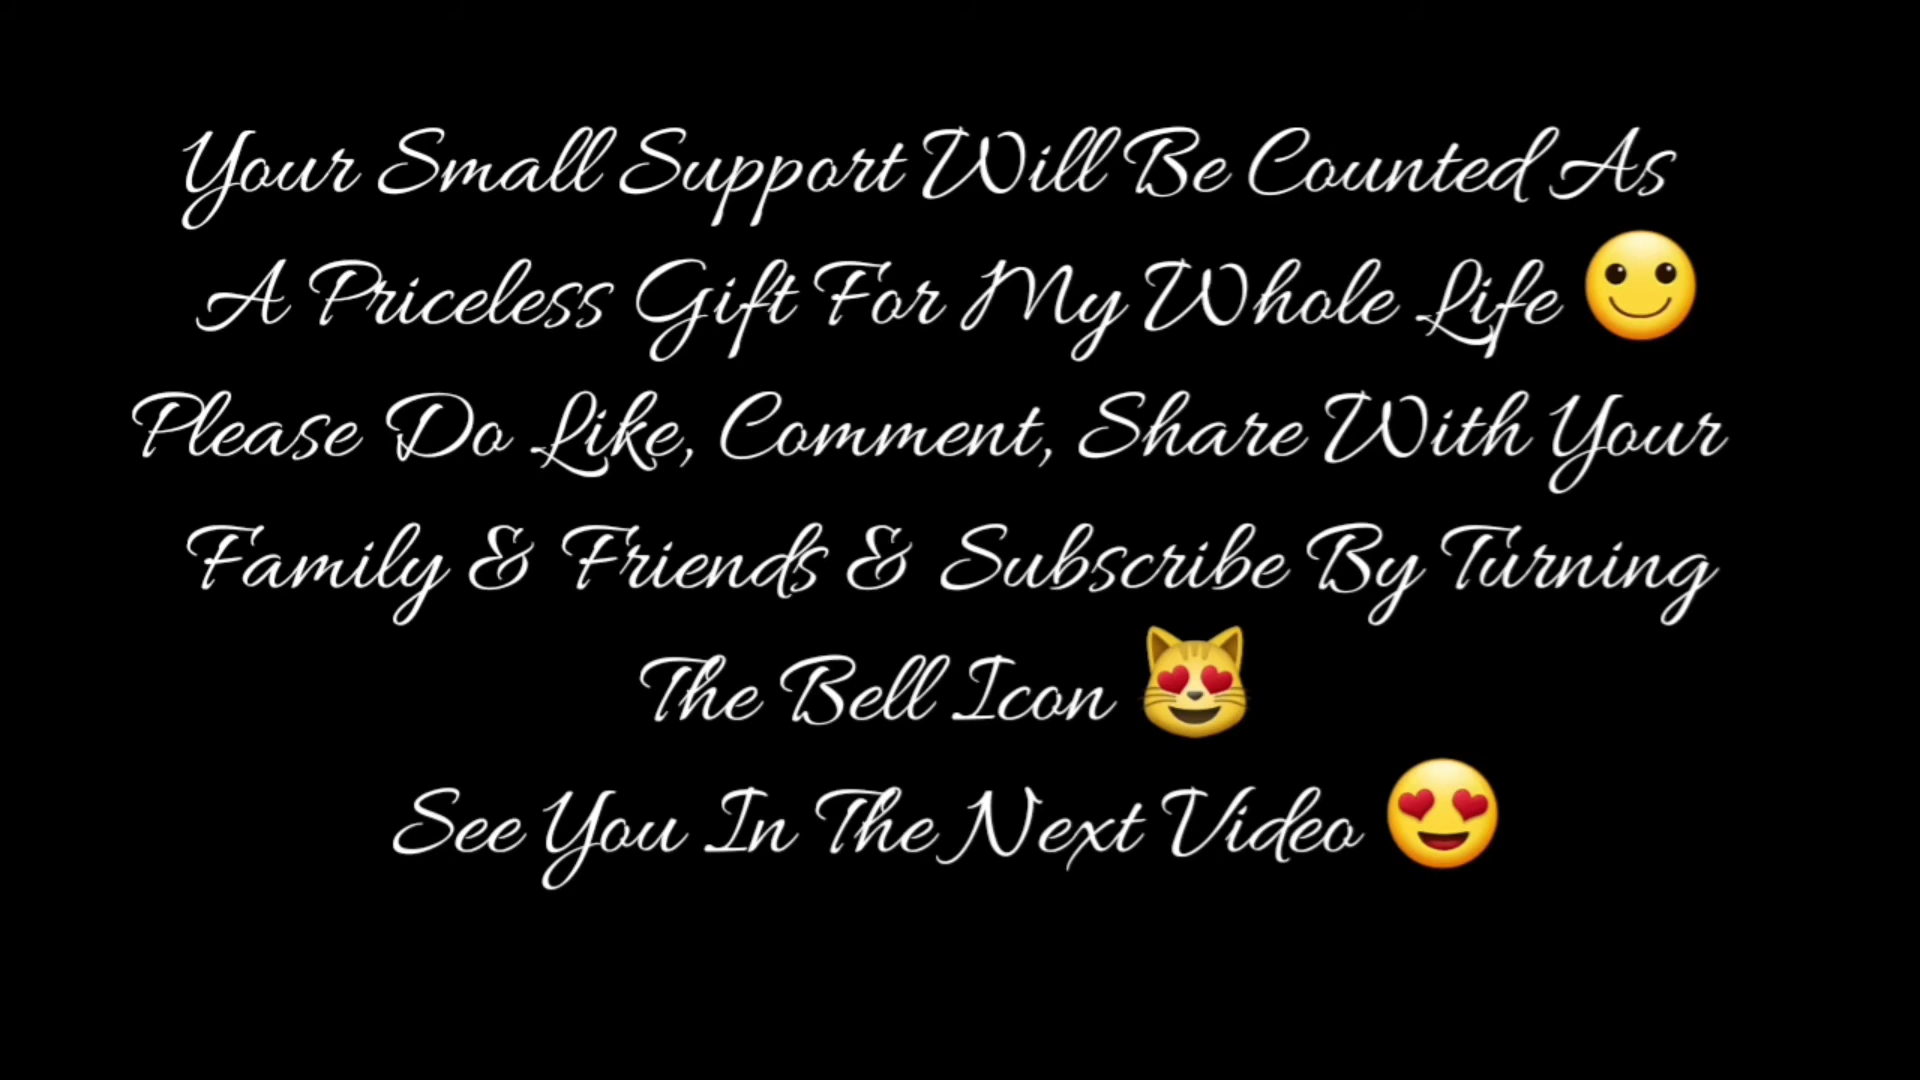 Your Small Support Will Be Counted As
A Priceless Gift For My Whole Life 🙂
Please Do Like, Comment, Share With Your
Family & Friends & Subscribe By Turning
The Bell Icon 😻
See You In The Next Video 😍